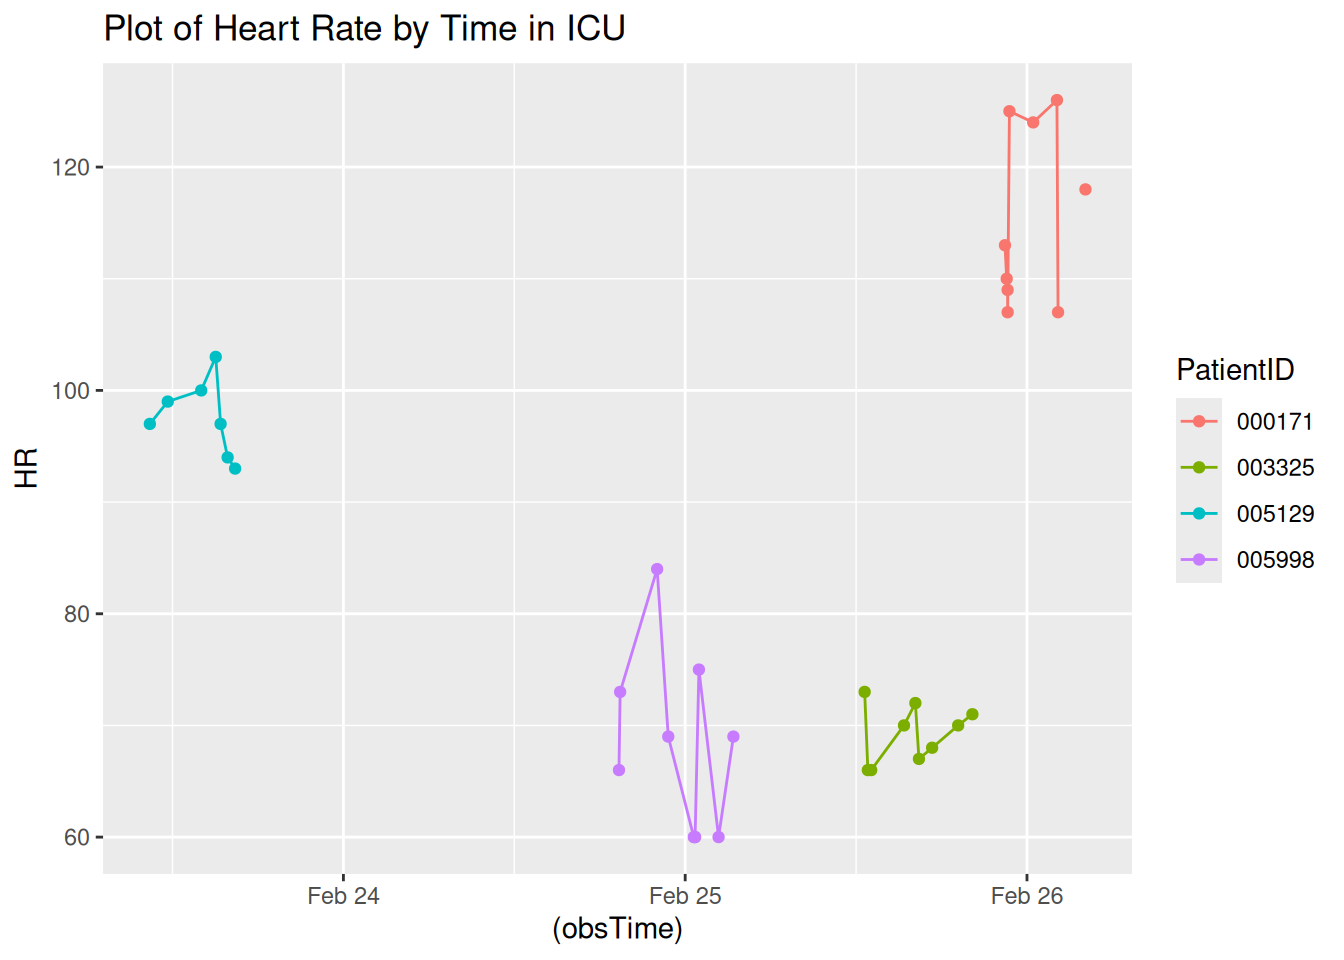 Plot of Heart Rate by Time in ICU
120
100
80
60
HR
Feb 24
Feb 25
Feb 26
(obsTime)
PatientID
000171
003325
005129
005998